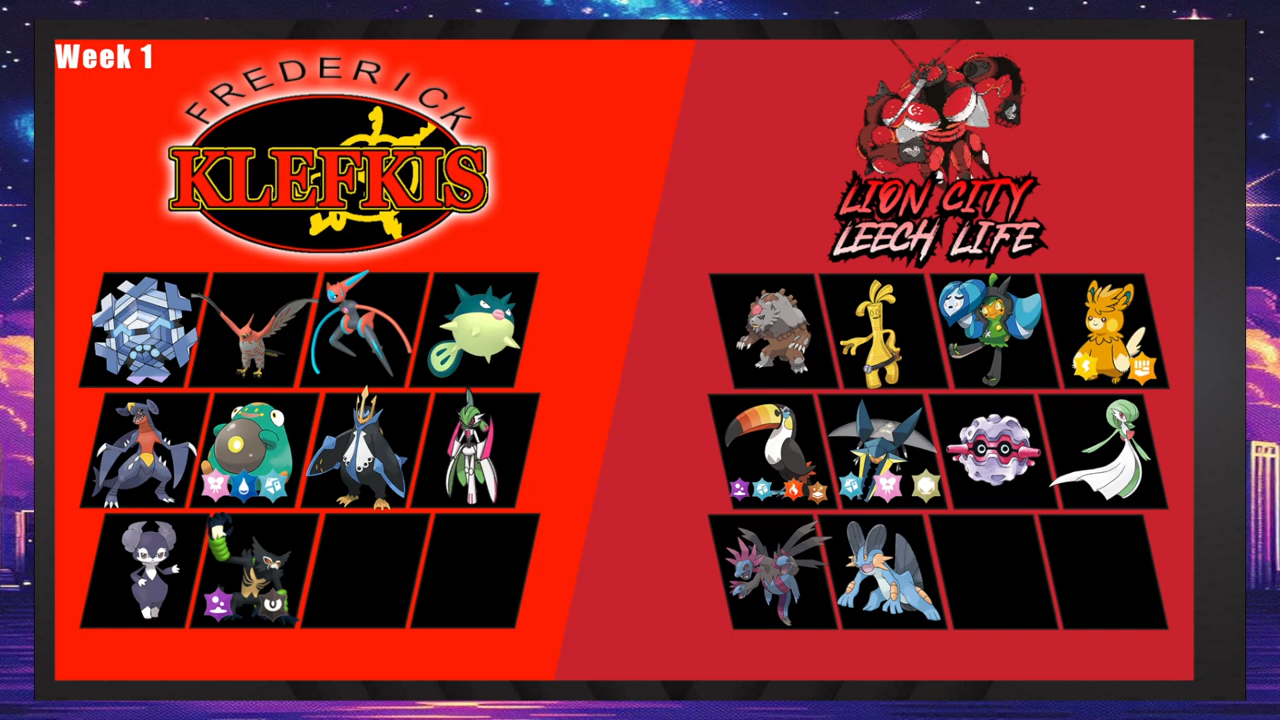 Week 1
FREDERICK
KLEFKIS
LION CITY
LEECH LIFE